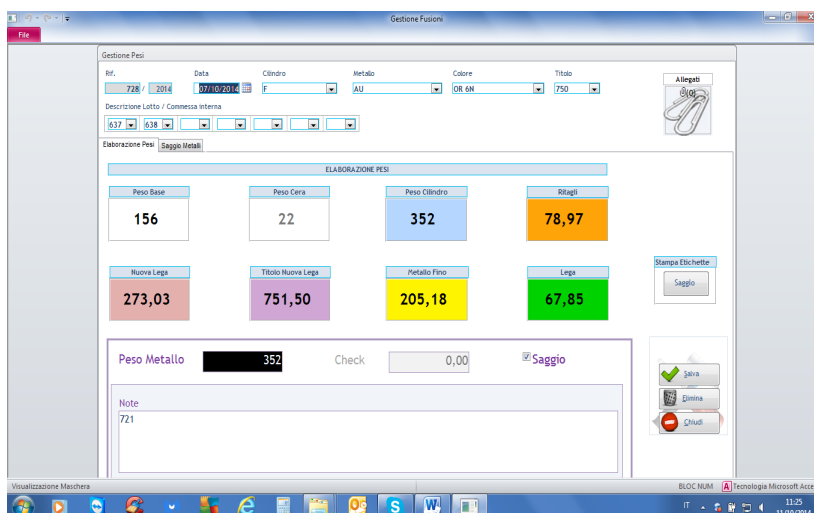 Gestione Fusioni
File
Gestione Pesi
Rif. Data Cilindro Metallo Colore Titolo
728 / 2014 07/10/2014 F AU OR 6N 750
Allegati
(0)
Descrizione Lotto / Commessa interna
637 638
Elaborazione Pesi Saggio Metalli
ELABORAZIONE PESI
Peso Base Peso Cera Peso Cilindro Ritagli
156 22 352 78,97
Nuova Lega Titolo Nuova Lega Metallo Fino Lega
273,03 751,50 205,18 67,85
Stampa Etichette
Saggio
Peso Metallo 352 Check 0,00 Saggio
Note
721
Salva
Elimina
Chiudi
Visualizzazione Maschera BLOC NUM Tecnologia Microsoft Acce
IT 11:25
11/10/2014